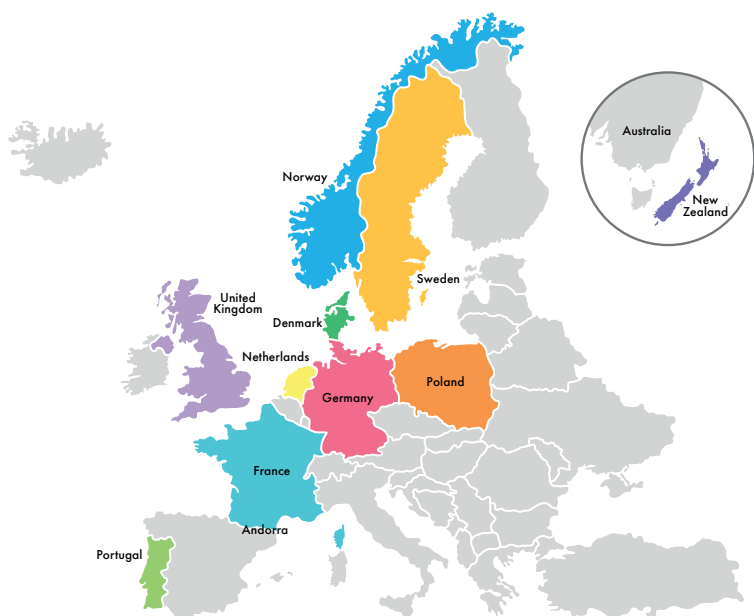 Australia
Norway
New
Zealand
Sweden
United
Kingdom
Denmark
Netherlands
Poland
Germany
France
Andorra
Portugal